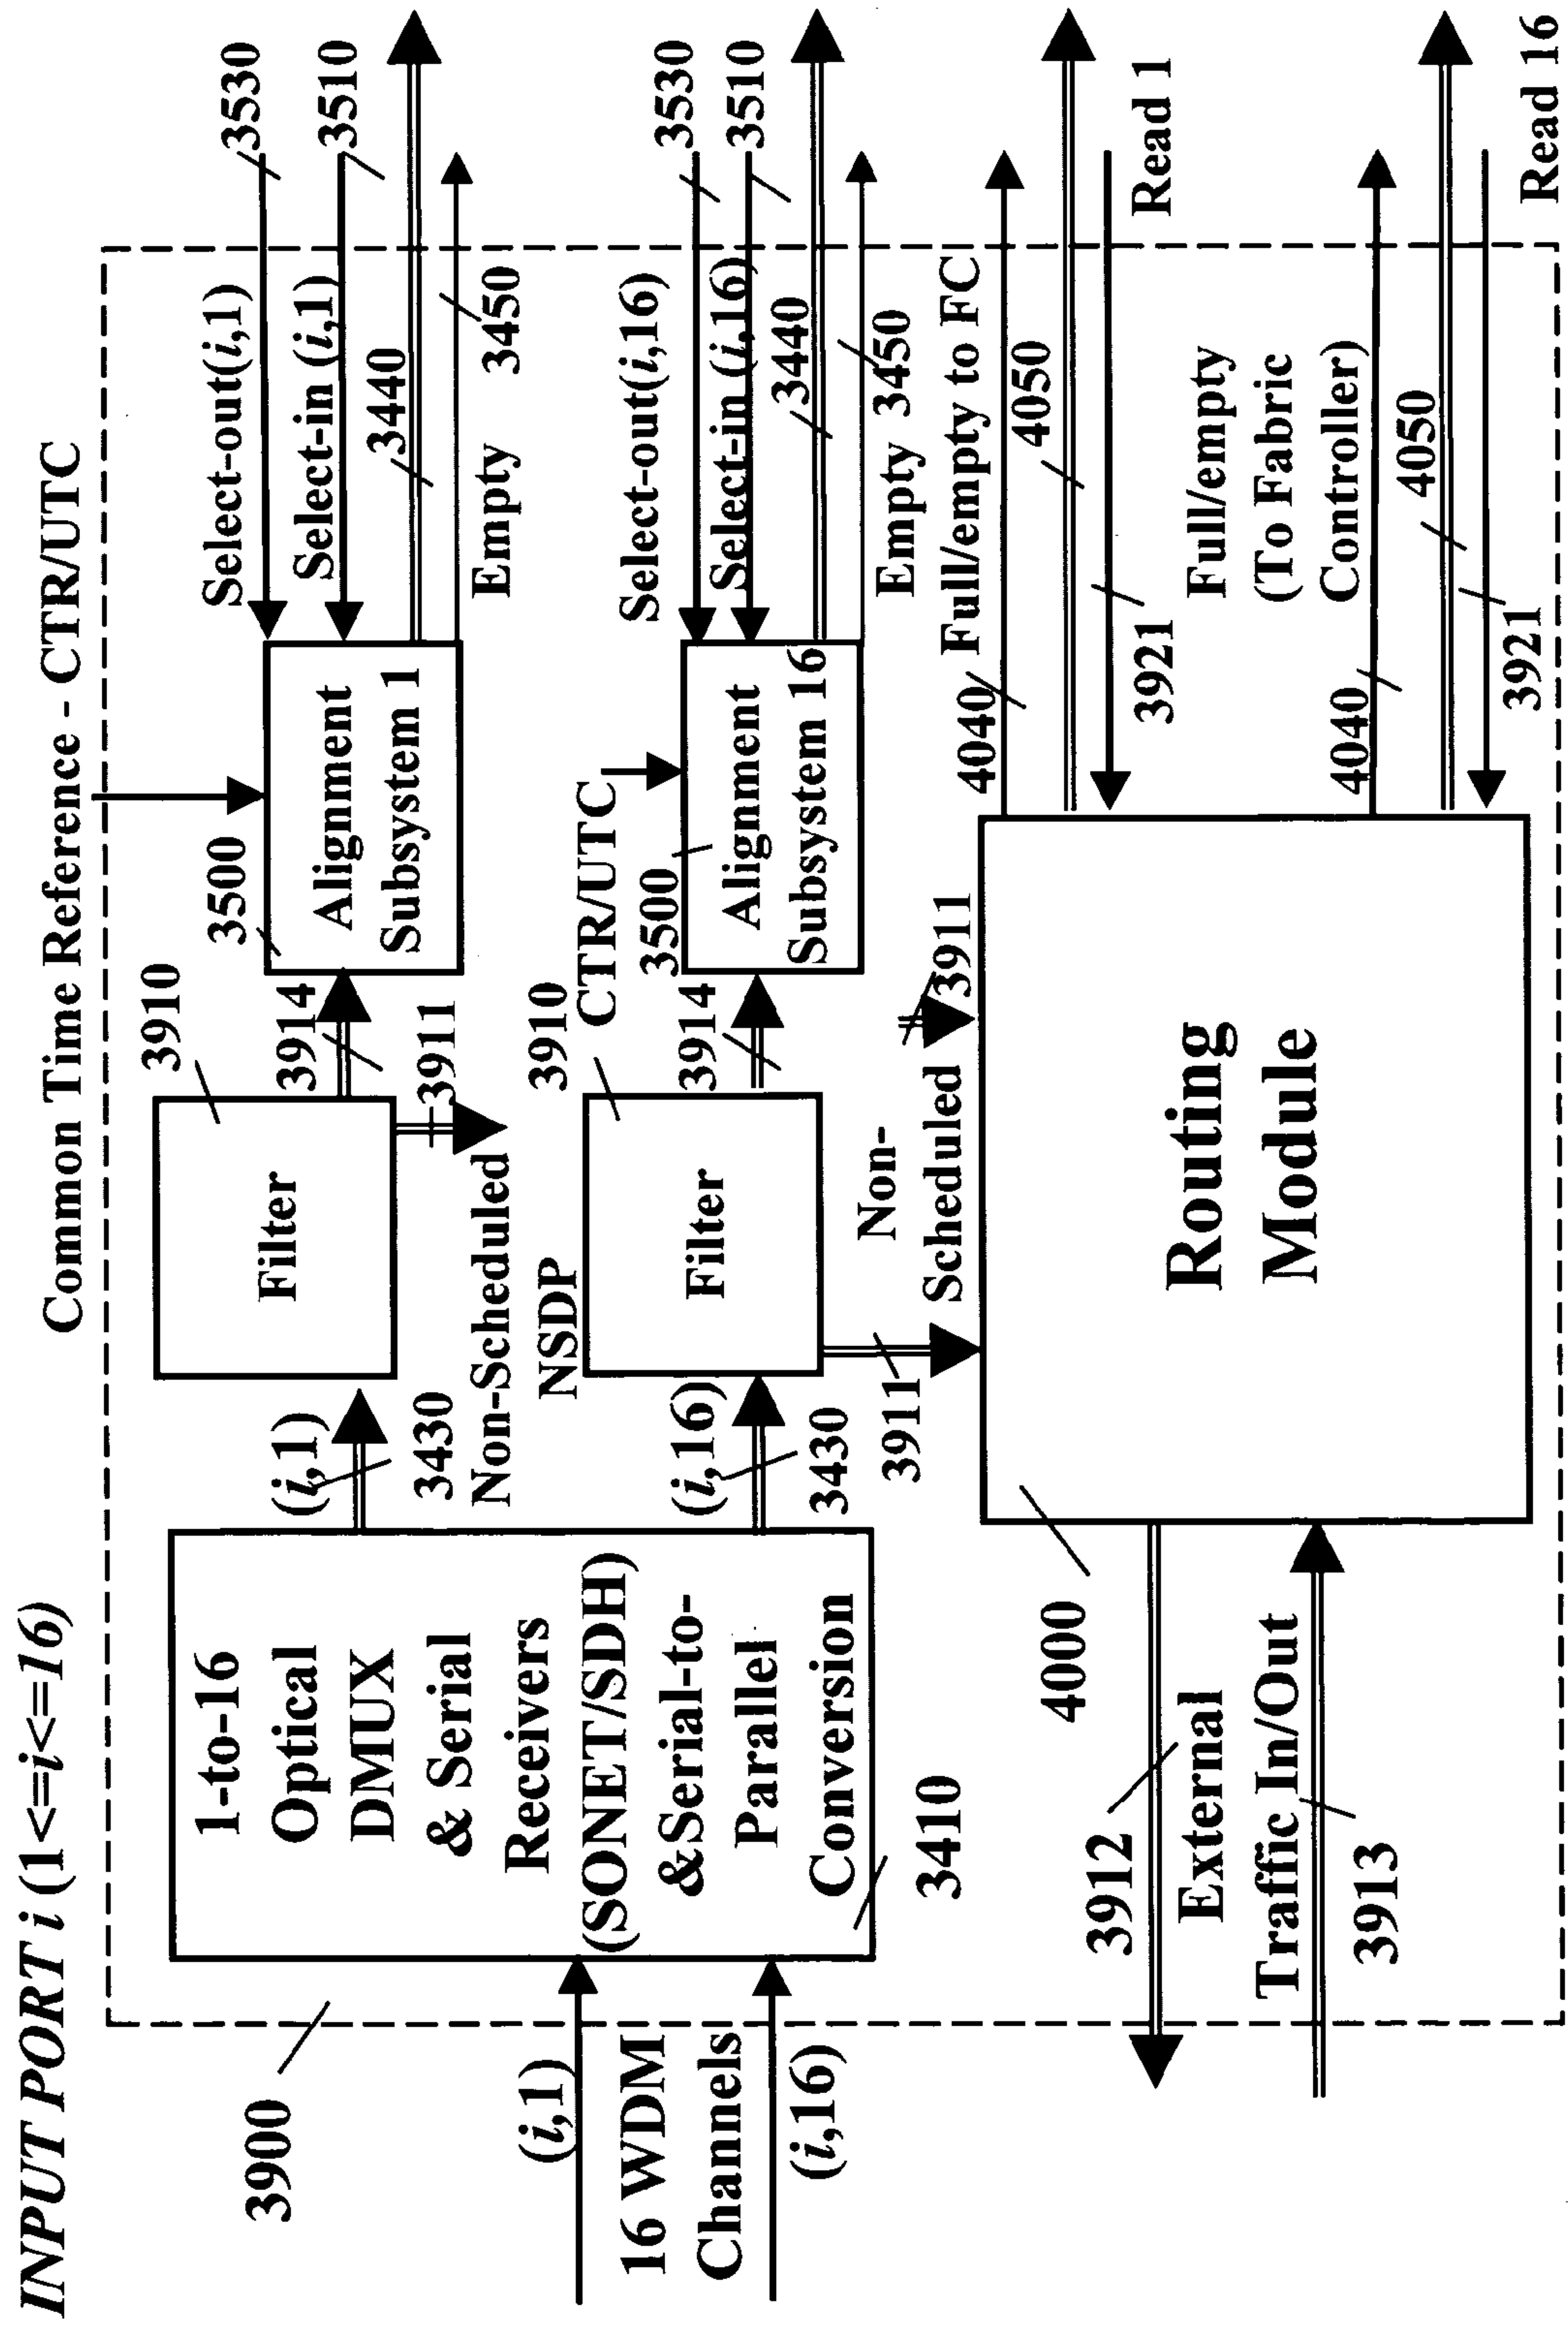 INPUT PORT i (1<=i<=16)
Common Time Reference - CTR/UTC
3900
(i,1)
16 WDM
Channels
(i,16)
1-to-16
Optical
DMUX
& Serial
Receivers
(SONET/SDH)
&Serial-to-
Parallel
Conversion
3410
(i,1)
3430
(i,16)
3430
3910
Filter
3914
3911
Non-Scheduled
NSDP
3910
Filter
3914
3911
Non-
Scheduled
3911
3500
Alignment
Subsystem 1
CTR/UTC
3500
Alignment
Subsystem 16
Select-out(i,1)
3530
Select-in (i,1)
3510
3440
Empty
3450
Select-out(i,16)
3530
Select-in (i,16)
3510
3440
Empty
3450
4000
Routing
Module
3912
External
Traffic In/Out
3913
4040
Full/empty to FC
4050
3921
Read 1
Full/empty
(To Fabric
Controller)
4040
4050
3921
Read 16